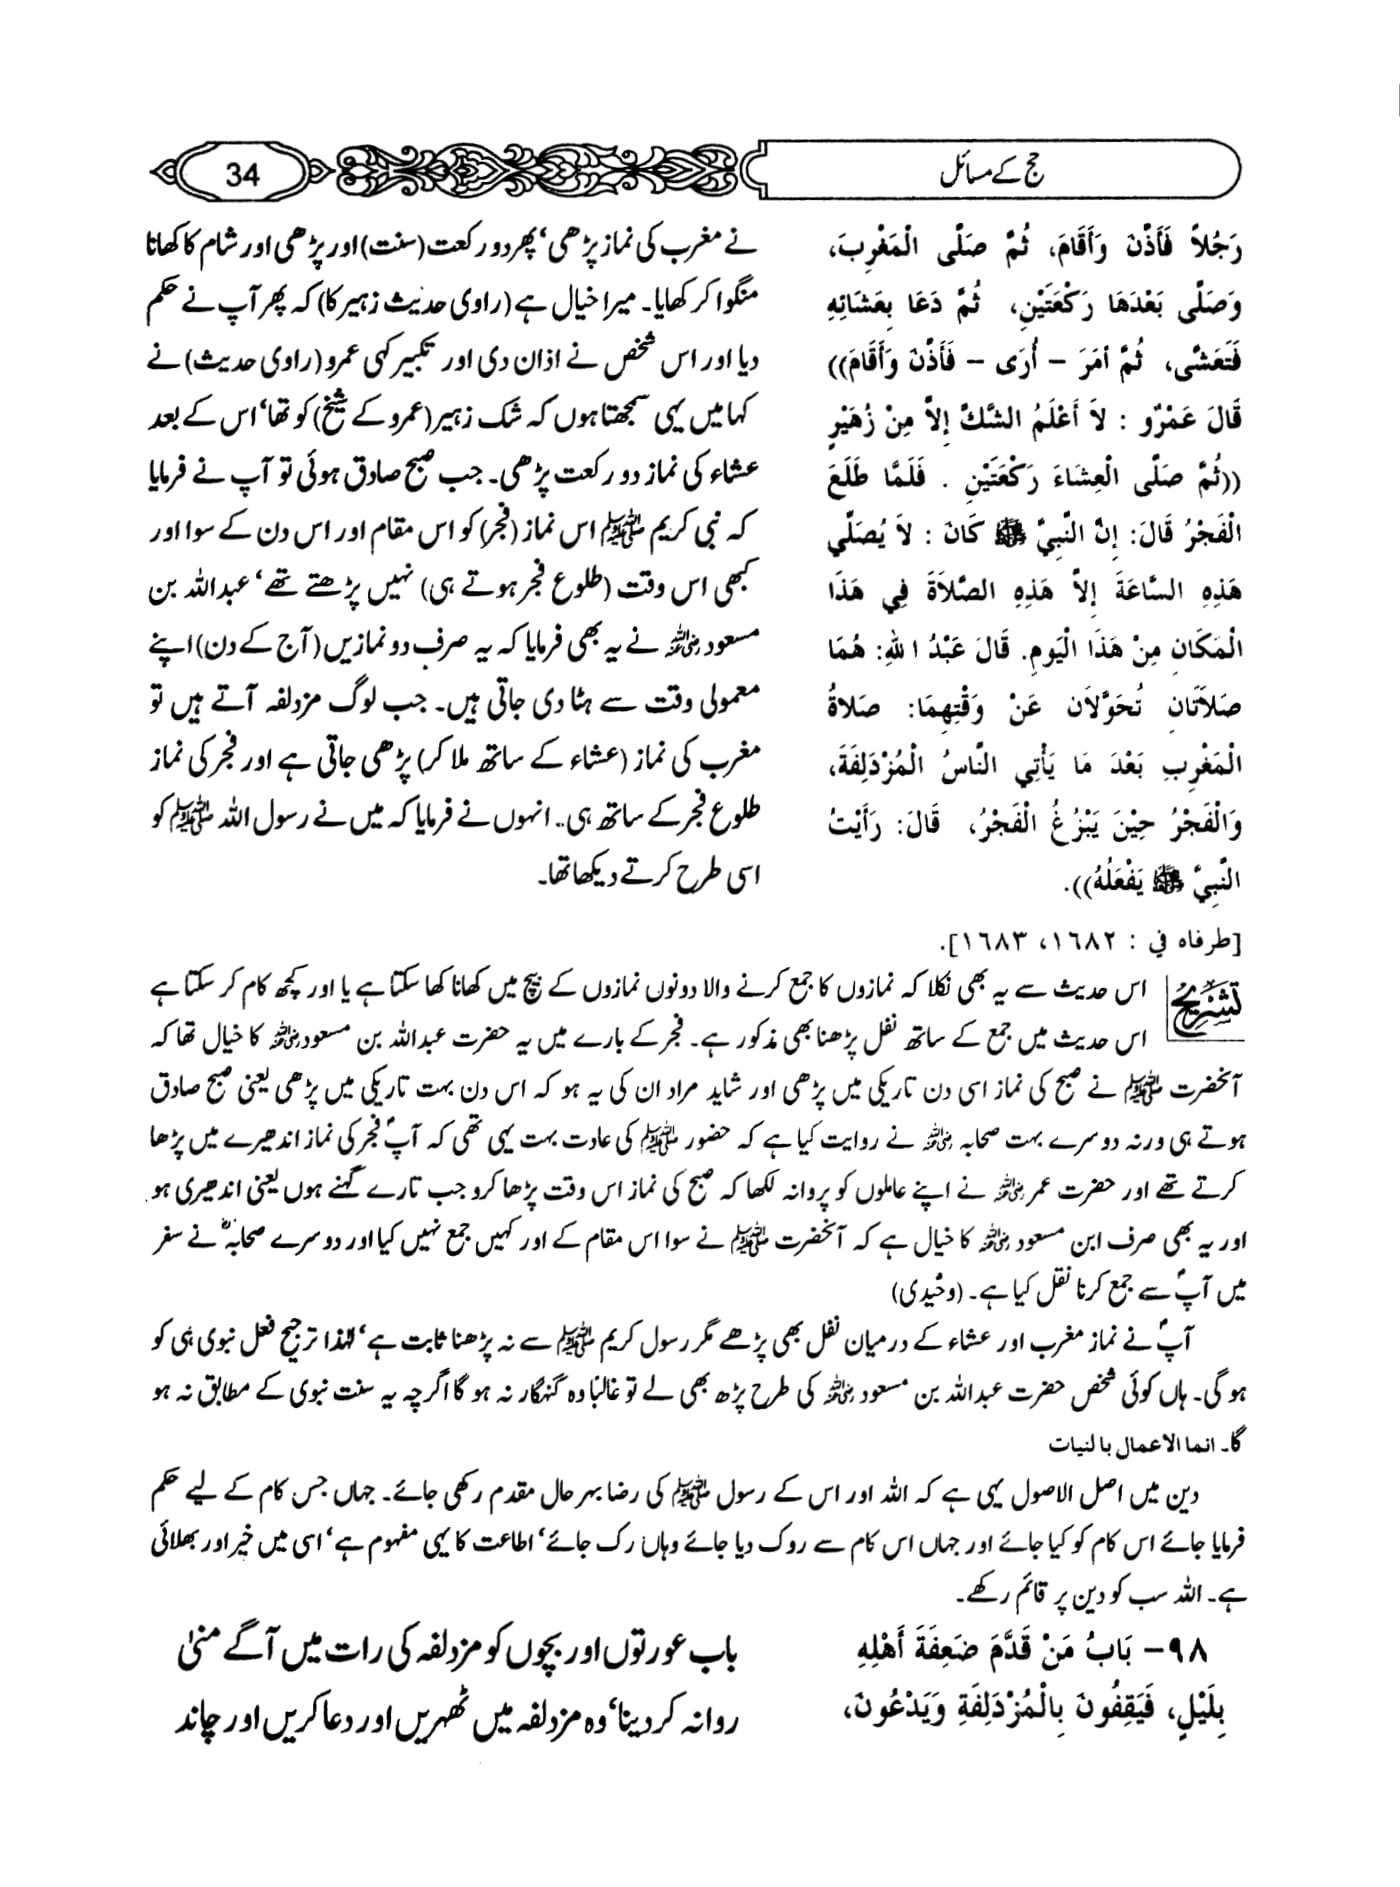 حج کے مسائل
34
رَجُلاً فَأَذَّنَ وَأَقَامَ، ثُمَّ صَلَّى الْمَغْرِبَ،
وَصَلَّى بَعْدَهَا رَكْعَتَيْنِ، ثُمَّ دَعَا بِعَشَائِهِ
فَتَعَشَّى، ثُمَّ أَمَرَ – أُرَى – فَأَذَّنَ وَأَقَامَ))
قَالَ عَمْرٌو : لاَ أَعْلَمُ الشَّكَّ إِلاَّ مِنْ زُهَيْرٍ
((ثُمَّ صَلَّى الْعِشَاءَ رَكْعَتَيْنِ . فَلَمَّا طَلَعَ
الْفَجْرُ قَالَ: إِنَّ النَّبِيَّ ﷺ كَانَ : لاَ يُصَلِّي
هَذِهِ السَّاعَةَ إِلاَّ هَذِهِ الصَّلاَةَ فِي هَذَا
الْمَكَانِ مِنْ هَذَا الْيَومِ. قَالَ عَبْدُ اللهِ: هُمَا
صَلاَتَانِ تُحَوَّلاَنِ عَنْ وَقْتِهِمَا: صَلاَةُ
الْمَغْرِبِ بَعْدَ مَا يَأْتِي النَّاسُ الْمُزْدَلِفَةَ،
وَالْفَجْرُ حِيْنَ يَبْزُغُ الْفَجْرُ، قَالَ: رَأَيْتُ
النَّبِيَّ ﷺ يَفْعَلُهُ)).
[طرفاه في : ١٦٨٢، ١٦٨٣].
نے مغرب کی نماز پڑھی‘ پھر دو رکعت (سنت) اور پڑھی اور شام کا کھانا
منگوا کر کھایا۔ میرا خیال ہے (راوی حدیث زہیر کا) کہ پھر آپ نے حکم
دیا اور اس شخص نے اذان دی اور تکبیر کہی عمرو (راوی حدیث) نے
کہا میں یہی سمجھتا ہوں کہ شک زہیر (عمرو کے شیخ) کو تھا‘ اس کے بعد
عشاء کی نماز دو رکعت پڑھی۔ جب صبح صادق ہوئی تو آپ نے فرمایا
کہ نبی کریم ﷺ اس نماز (فجر) کو اس مقام اور اس دن کے سوا اور
کبھی اس وقت (طلوع فجر ہوتے ہی) نہیں پڑھتے تھے‘ عبداللہ بن
مسعود رضی اللہ عنہ نے یہ بھی فرمایا کہ یہ صرف دو نمازیں (آج کے دن) اپنے
معمولی وقت سے ہٹا دی جاتی ہیں۔ جب لوگ مزدلفہ آتے ہیں تو
مغرب کی نماز (عشاء کے ساتھ ملا کر) پڑھی جاتی ہے اور فجر کی نماز
طلوع فجر کے ساتھ ہی۔ انہوں نے فرمایا کہ میں نے رسول اللہ ﷺ کو
اسی طرح کرتے دیکھا تھا۔
تشریح اس حدیث سے یہ بھی نکلا کہ نمازوں کا جمع کرنے والا دونوں نمازوں کے بیچ میں کھانا کھا سکتا ہے یا اور کچھ کام کر سکتا ہے
اس حدیث میں جمع کے ساتھ نفل پڑھنا بھی مذکور ہے۔ فجر کے بارے میں یہ حضرت عبداللہ بن مسعود رضی اللہ عنہ کا خیال تھا کہ
آنحضرت ﷺ نے صبح کی نماز اسی دن تاریکی میں پڑھی اور شاید مراد ان کی یہ ہو کہ اس دن بہت تاریکی میں پڑھی یعنی صبح صادق
ہوتے ہی ورنہ دوسرے بہت صحابہ رضی اللہ عنہم نے روایت کیا ہے کہ حضور ﷺ کی عادت بہت یہی تھی کہ آپؐ فجر کی نماز اندھیرے میں پڑھا
کرتے تھے اور حضرت عمر رضی اللہ عنہ نے اپنے عاملوں کو پروانہ لکھا کہ صبح کی نماز اس وقت پڑھا کرو جب تارے گہنے ہوں یعنی اندھیری ہو۔
اور یہ بھی صرف ابن مسعود رضی اللہ عنہ کا خیال ہے کہ آنحضرت ﷺ نے سوا اس مقام کے اور کہیں جمع نہیں کیا اور دوسرے صحابہؓ نے سفر
میں آپؐ سے جمع کرنا نقل کیا ہے۔ (وحیدی)
آپؐ نے نماز مغرب اور عشاء کے درمیان نفل بھی پڑھے مگر رسول کریم ﷺ سے نہ پڑھنا ثابت ہے‘ لہٰذا ترجیح فعل نبوی ہی کو
ہو گی۔ ہاں کوئی شخص حضرت عبداللہ بن مسعود رضی اللہ عنہ کی طرح پڑھ بھی لے تو غالبًا وہ گنہگار نہ ہو گا اگرچہ یہ سنت نبوی کے مطابق نہ ہو
گا۔ انما الاعمال بالنیات
دین میں اصل الاصول یہی ہے کہ اللہ اور اس کے رسول ﷺ کی رضا بہرحال مقدم رکھی جائے۔ جہاں جس کام کے لیے حکم
فرمایا جائے اس کام کو کیا جائے اور جہاں اس کام سے روک دیا جائے وہاں رک جائے‘ اطاعت کا یہی مفہوم ہے‘ اسی میں خیر اور بھلائی
ہے۔ اللہ سب کو دین پر قائم رکھے۔
٩٨– بَابُ مَنْ قَدَّمَ ضَعَفَةَ أَهْلِهِ
بِلَيْلٍ، فَيَقِفُونَ بِالْمُزْدَلِفَةِ وَيَدْعُونَ،
باب عورتوں اور بچوں کو مزدلفہ کی رات میں آگے منیٰ
روانہ کر دینا‘ وہ مزدلفہ میں ٹھہریں اور دعا کریں اور چاند